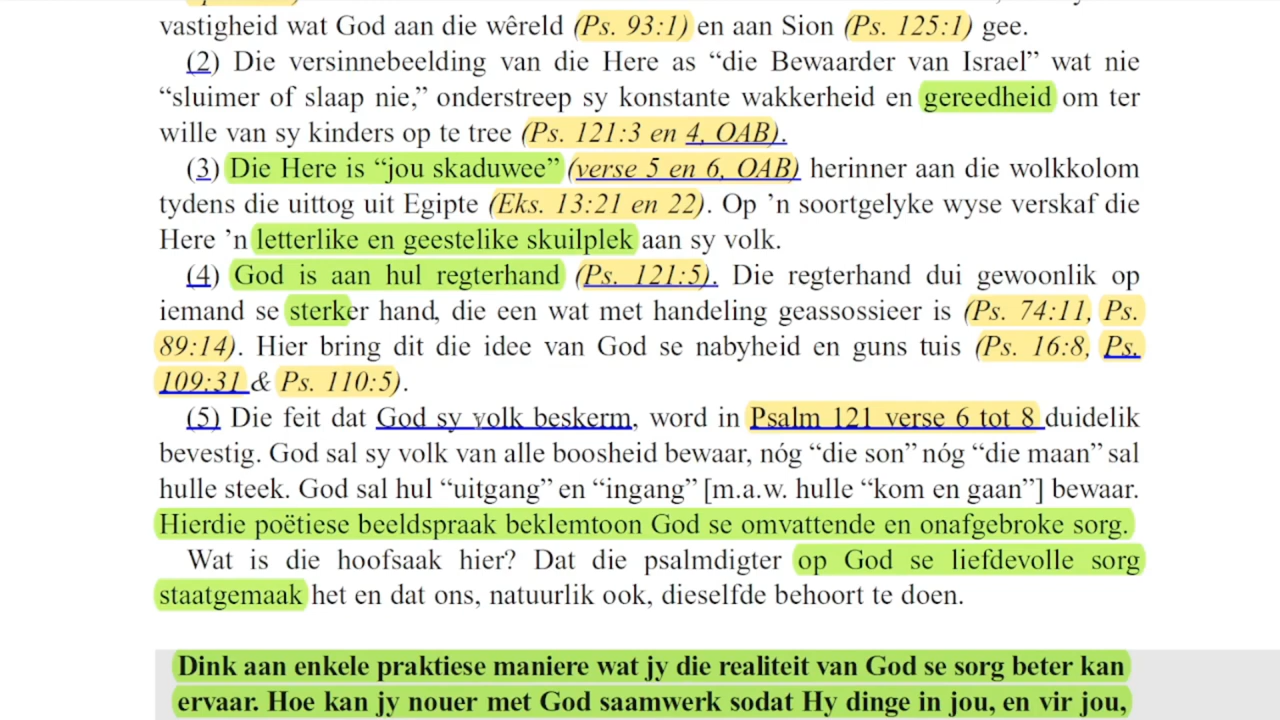 vastigheid wat God aan die wêreld (Ps. 93:1) en aan Sion (Ps. 125:1) gee.
(2) Die versinnebeelding van die Here as “die Bewaarder van Israel” wat nie
“sluimer of slaap nie,” onderstreep sy konstante wakkerheid en gereedheid om ter
wille van sy kinders op te tree (Ps. 121:3 en 4, OAB).
(3) Die Here is “jou skaduwee” (verse 5 en 6, OAB) herinner aan die wolkkolom
tydens die uittog uit Egipte (Eks. 13:21 en 22). Op ’n soortgelyke wyse verskaf die
Here ’n letterlike en geestelike skuilplek aan sy volk.
(4) God is aan hul regterhand (Ps. 121:5). Die regterhand dui gewoonlik op
iemand se sterker hand, die een wat met handeling geassossieer is (Ps. 74:11, Ps.
89:14). Hier bring dit die idee van God se nabyheid en guns tuis (Ps. 16:8, Ps.
109:31 & Ps. 110:5).
(5) Die feit dat God sy volk beskerm, word in Psalm 121 verse 6 tot 8 duidelik
bevestig. God sal sy volk van alle boosheid bewaar, nóg “die son” nóg “die maan” sal
hulle steek. God sal hul “uitgang” en “ingang” [m.a.w. hulle “kom en gaan”] bewaar.
Hierdie poëtiese beeldspraak beklemtoon God se omvattende en onafgebroke sorg.
Wat is die hoofsaak hier? Dat die psalmdigter op God se liefdevolle sorg
staatgemaak het en dat ons, natuurlik ook, dieselfde behoort te doen.
Dink aan enkele praktiese maniere wat jy die realiteit van God se sorg beter kan
ervaar. Hoe kan jy nouer met God saamwerk sodat Hy dinge in jou, en vir jou,